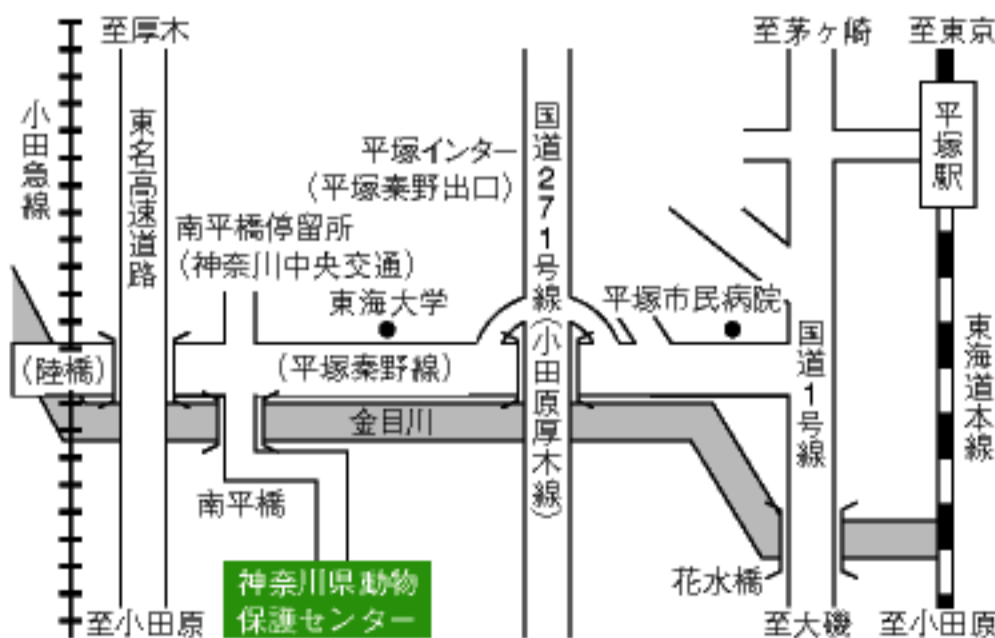 至厚木
至茅ヶ崎
至東京
小田急線
東名高速道路
国道271号線(小田原厚木線)
平塚駅
平塚インター
(平塚秦野出口)
南平橋停留所
(神奈川中央交通)
東海大学
平塚市民病院
東海道本線
国道1号線
(陸橋)
(平塚秦野線)
金目川
南平橋
花水橋
神奈川県動物
保護センター
至小田原
至大磯
至小田原